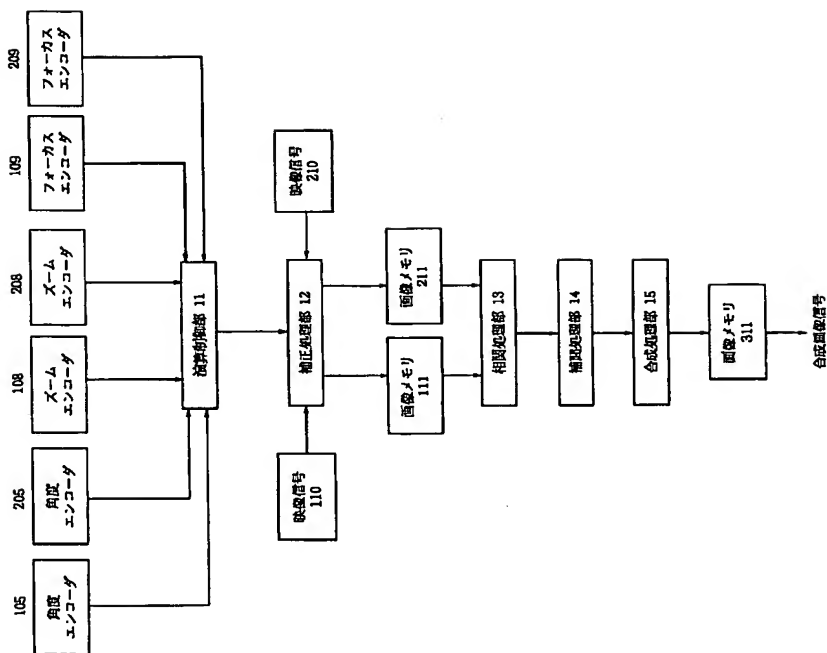 105
角度
エンコーダ
205
角度
エンコーダ
108
ズーム
エンコーダ
208
ズーム
エンコーダ
109
フォーカス
エンコーダ
209
フォーカス
エンコーダ
演算制御部 11
映像信号
110
補正処理部 12
映像信号
210
画像メモリ
111
画像メモリ
211
相関処理部 13
補間処理部 14
合成処理部 15
画像メモリ
311
合成画像信号